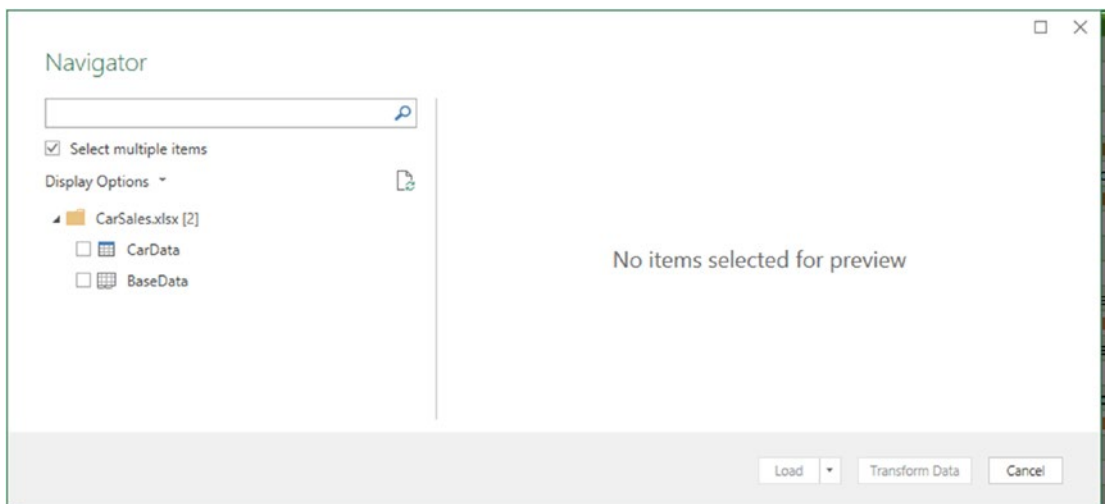 Navigator
Select multiple items
Display Options
CarSales.xlsx [2]
CarData
BaseData
No items selected for preview
Load
Transform Data
Cancel